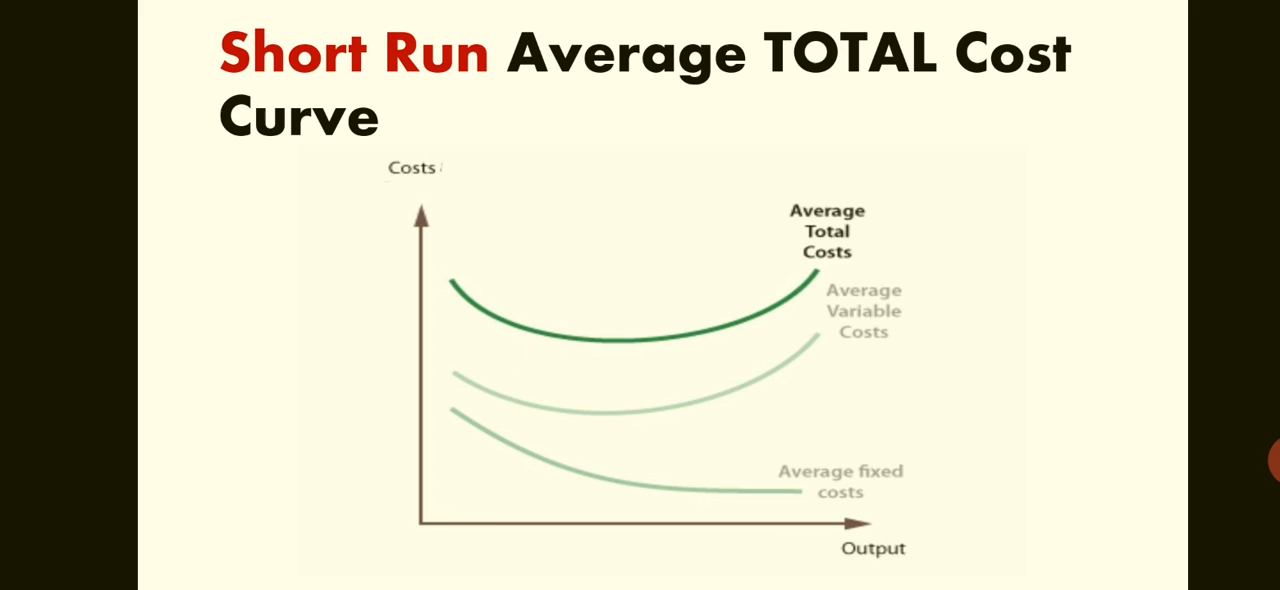 Short Run Average TOTAL Cost
Curve
Costs
Average
Total
Costs
Average
Variable
Costs
Average fixed
costs
Output